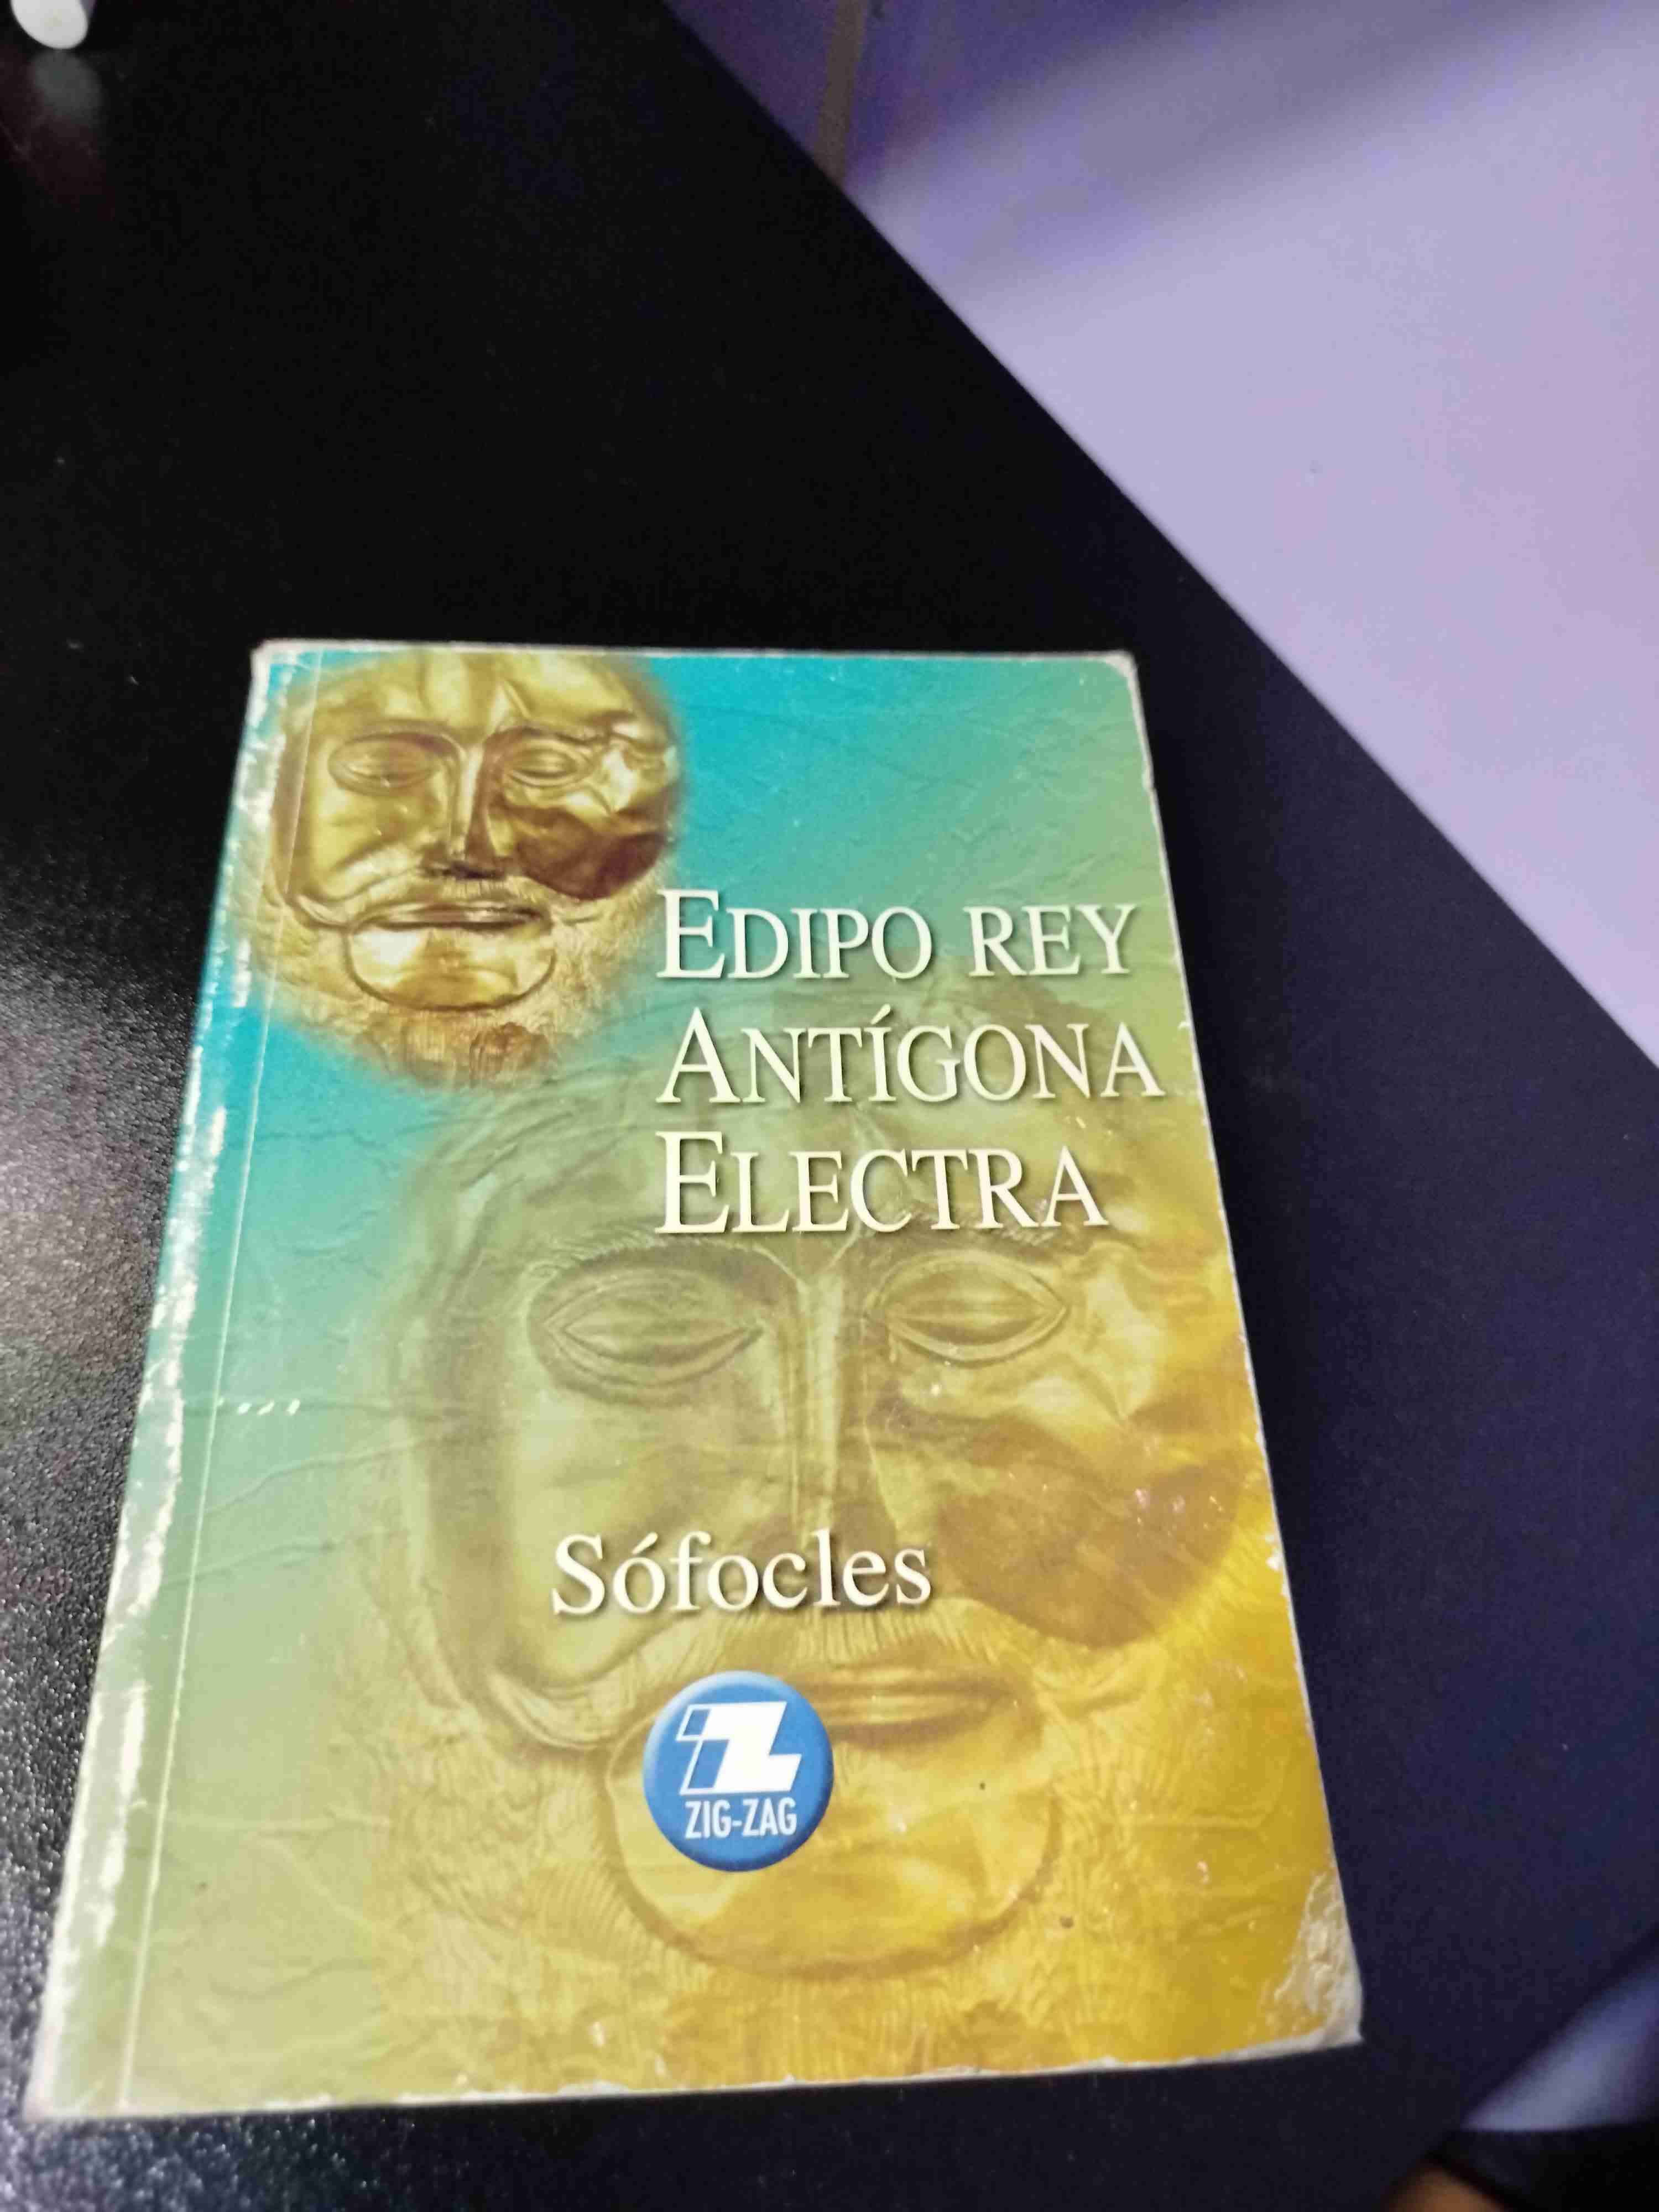 EDIPO REY
ANTÍGONA
ELECTRA
Sófocles
ZIG-ZAG